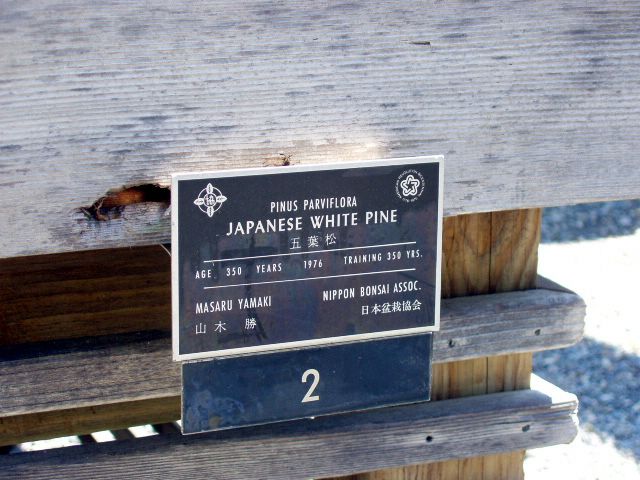 PINUS PARVIFLORA
JAPANESE WHITE PINE
五葉松
AGE 350 YEARS 1976 TRAINING 350 YRS.
MASARU YAMAKI NIPPON BONSAI ASSOC.
山木 勝 日本盆栽協会
2